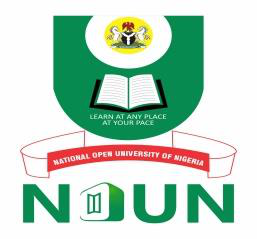 LEARN AT ANY PLACE
AT YOUR PACE
NATIONAL OPEN UNIVERSITY OF NIGERIA
NOUN